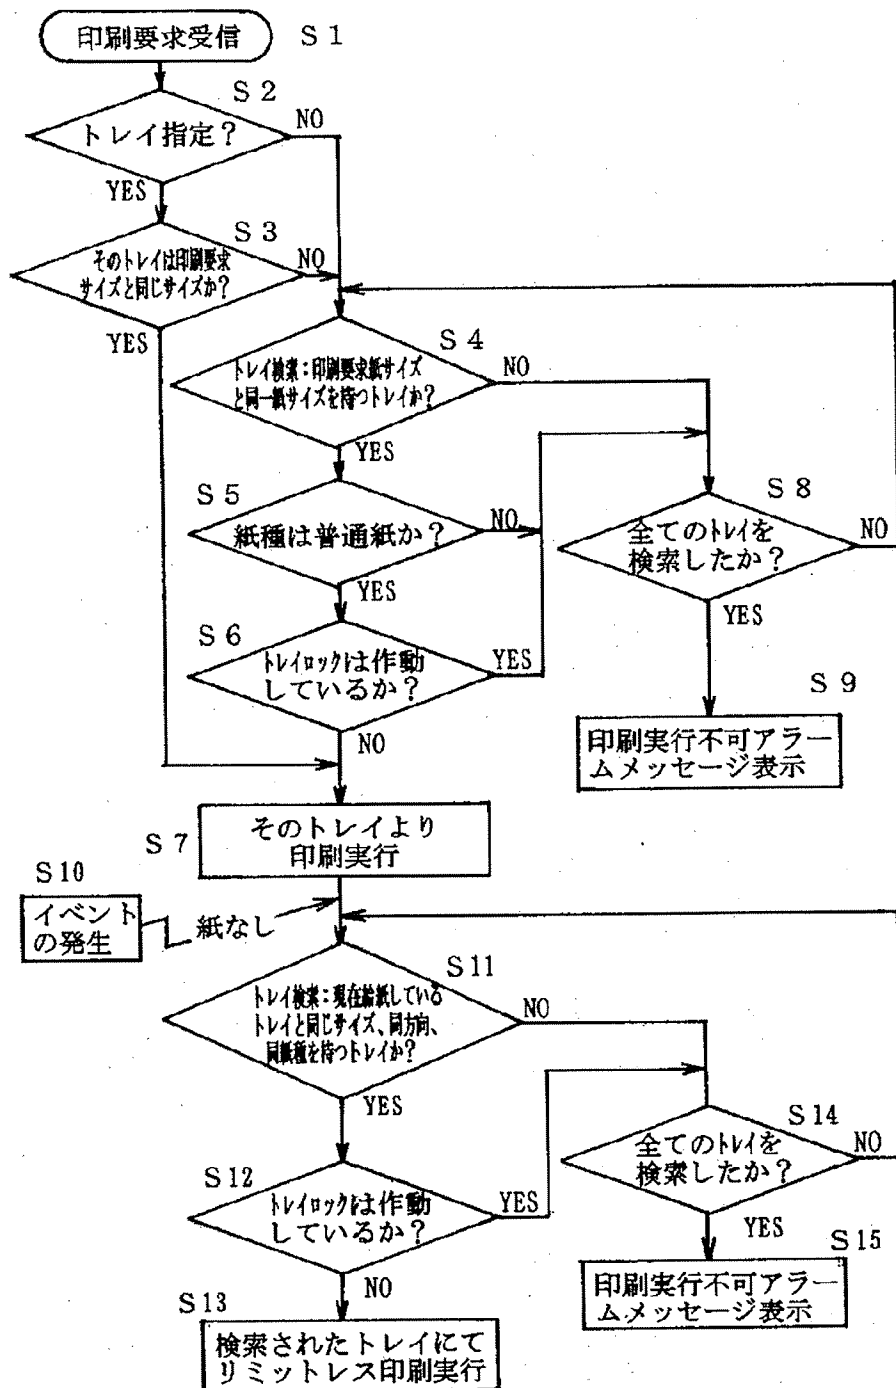 印刷要求受信
S1
S2
トレイ指定?
NO
YES
S3
そのトレイは印刷要求
サイズと同じサイズか?
NO
YES
S4
トレイ検索:印刷要求紙サイズ
と同一紙サイズを持つトレイか?
NO
YES
S5
紙種は普通紙か?
NO
YES
S6
トレイロックは作動
しているか?
YES
NO
S8
全てのトレイを
検索したか?
NO
YES
S9
印刷実行不可アラー
ムメッセージ表示
S7
そのトレイより
印刷実行
S10
イベント
の発生
紙なし
S11
トレイ検索:現在給紙している
トレイと同じサイズ、同方向、
同紙種を持つトレイか?
NO
YES
S12
トレイロックは作動
しているか?
YES
NO
S14
全てのトレイを
検索したか?
NO
YES
S15
印刷実行不可アラー
ムメッセージ表示
S13
検索されたトレイにて
リミットレス印刷実行